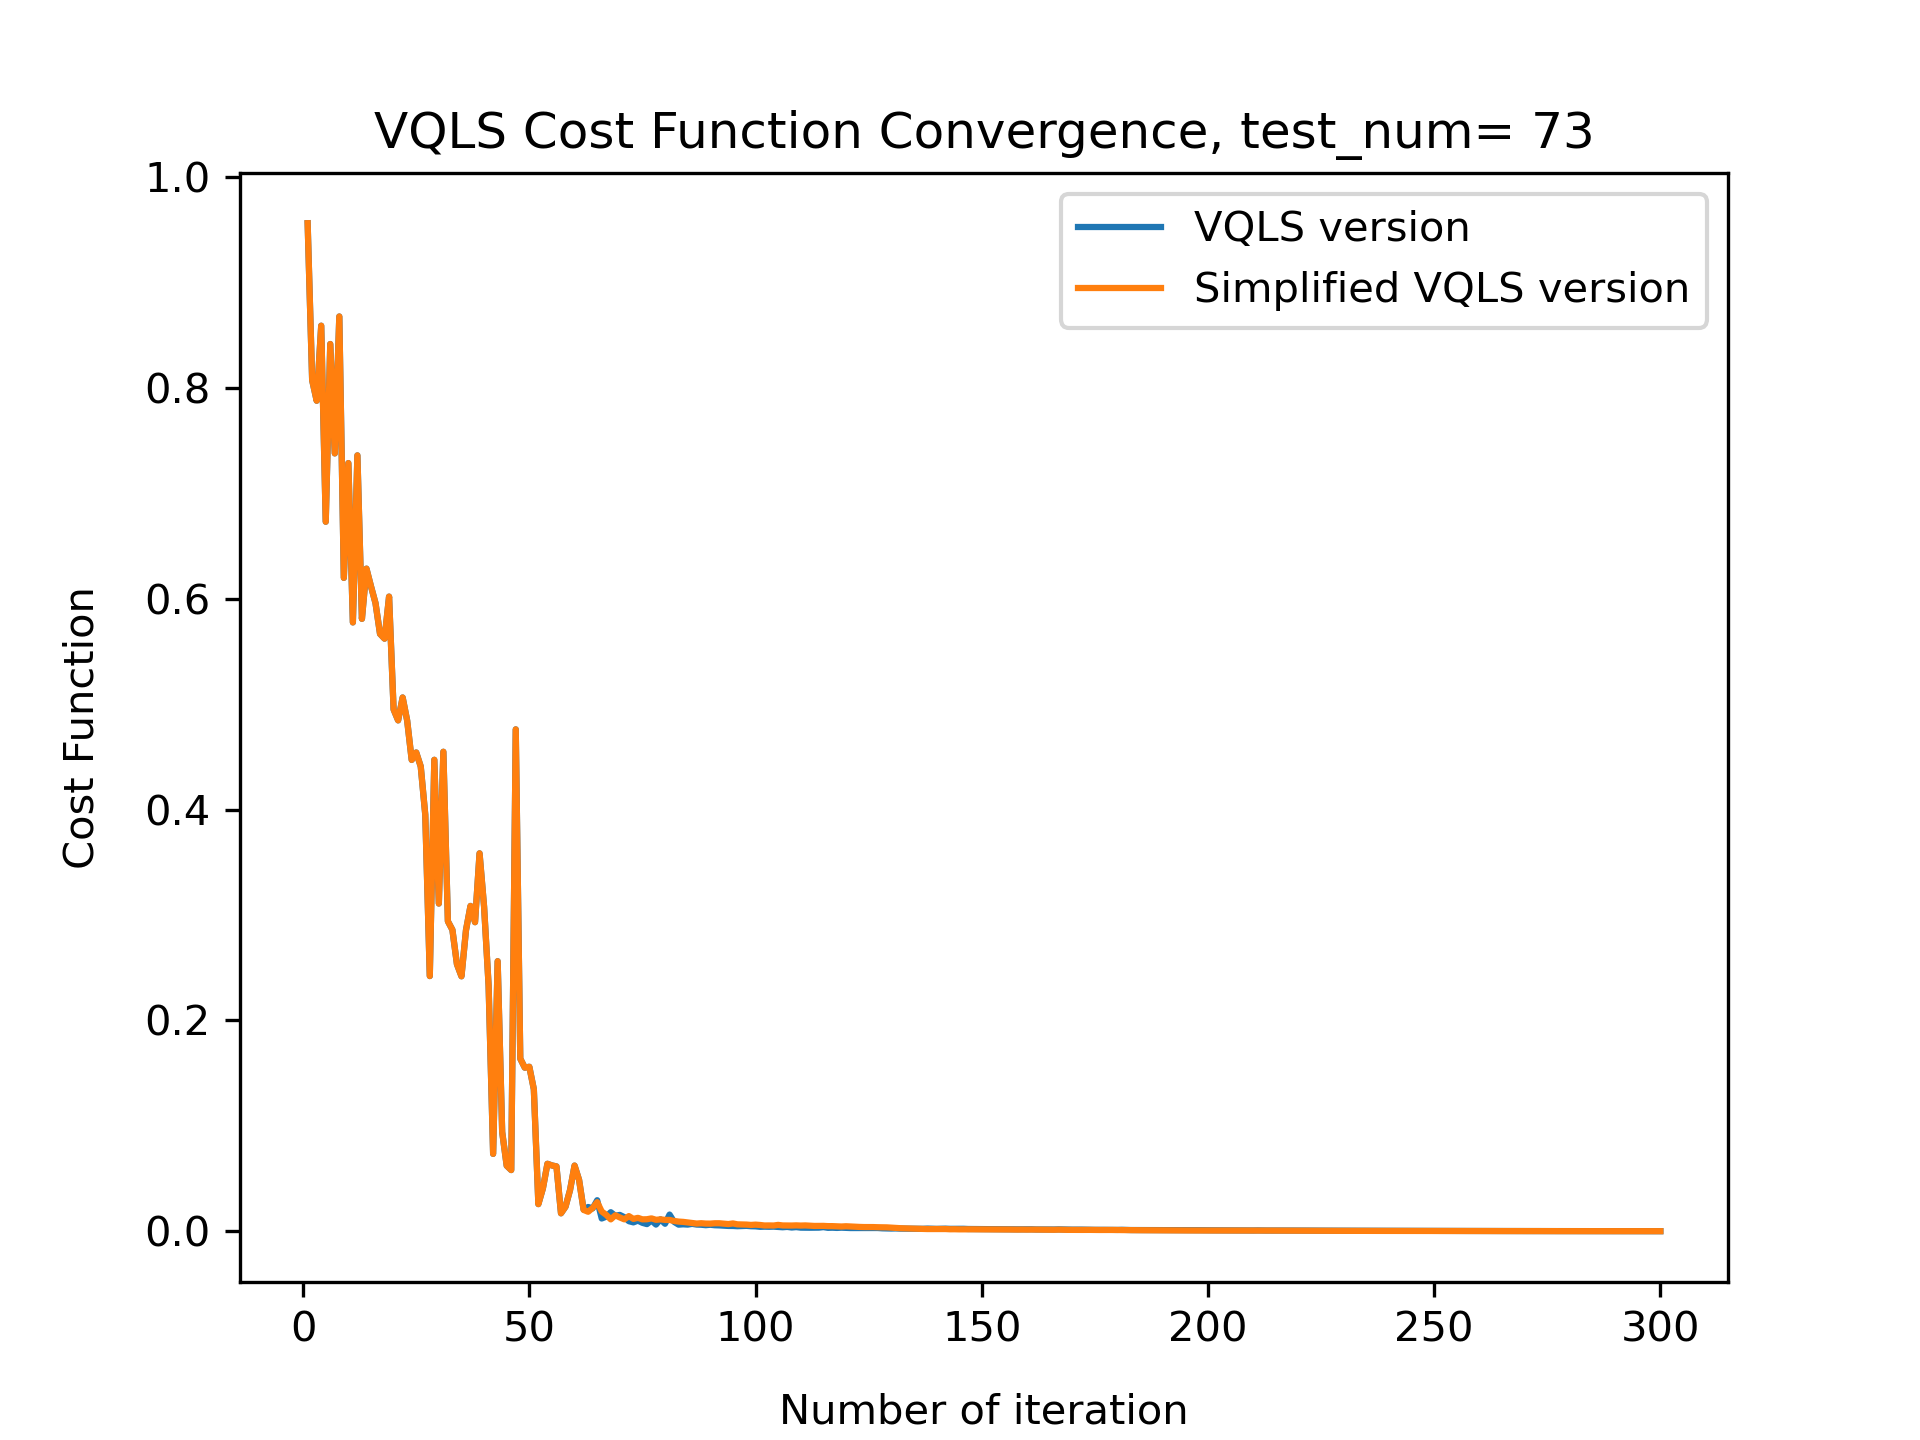 VQLS Cost Function Convergence, test_num= 73
VQLS version
Simplified VQLS version
Cost Function
1.0
0.8
0.6
0.4
0.2
0.0
0 50 100 150 200 250 300
Number of iteration